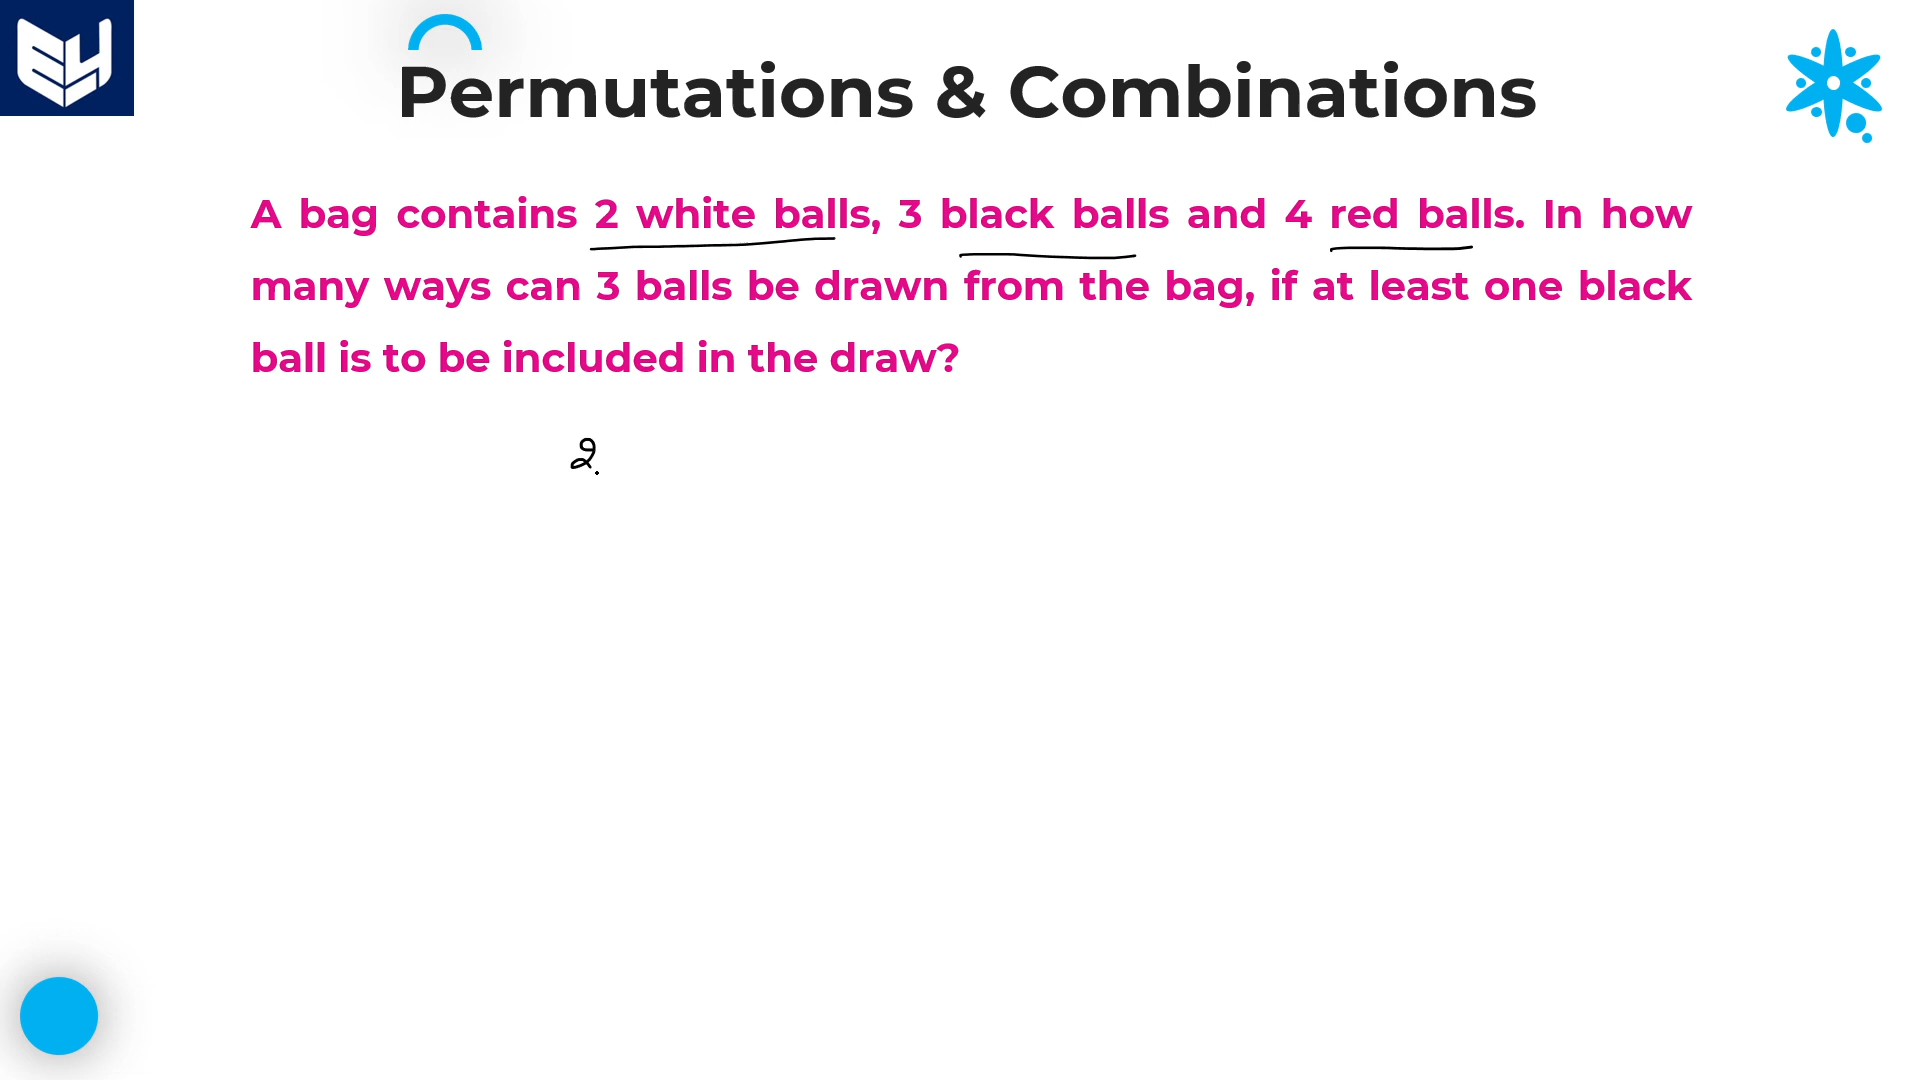 Permutations & Combinations
A bag contains 2 white balls, 3 black balls and 4 red balls. In how
many ways can 3 balls be drawn from the bag, if at least one black
ball is to be included in the draw?
2